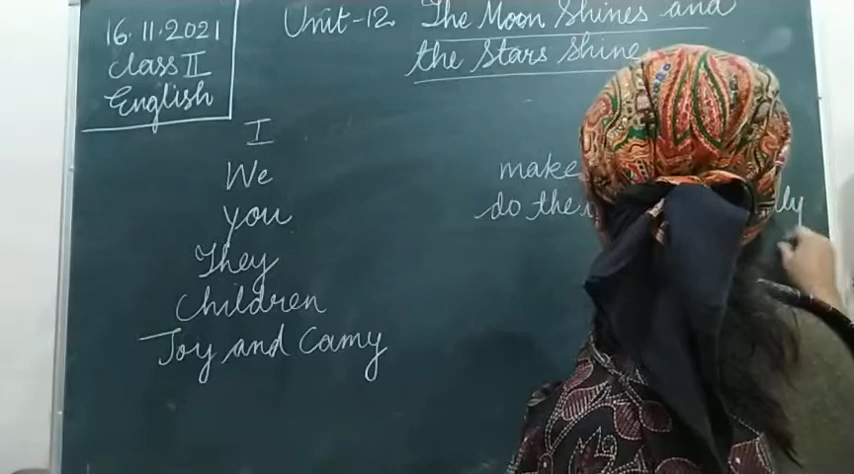 16.11.2021
Class II
English
Unit-12. The Moon Shines and
the Stars Shine
I
We
you
They
Children
Joy and Camy
make
do the